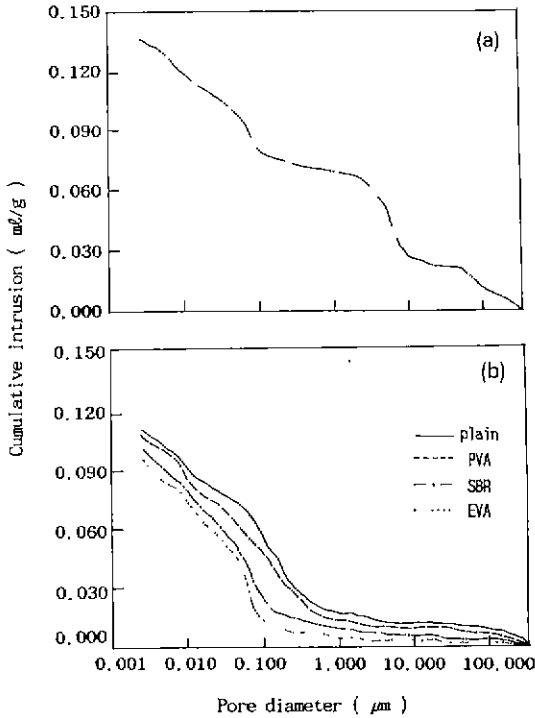 0.150
(a)
0.120
0.090
0.060
0.030
0.000
Cumulative intrusion ( mℓ/g )
0.150
(b)
0.120
plain
PVA
0.090
SBR
EVA
0.060
0.030
0.000
0.001 0.010 0.100 1.000 10.000 100.000
Pore diameter ( μm )